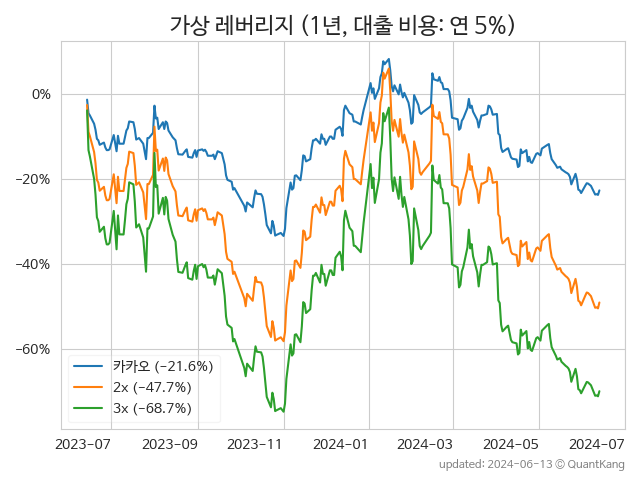 가상 레버리지 (1년, 대출 비용: 연 5%)
0%
−20%
−40%
−60%
카카오 (−21.6%)
2x (−47.7%)
3x (−68.7%)
2023-07 2023-09 2023-11 2024-01 2024-03 2024-05 2024-07
updated: 2024-06-13 © QuantKang